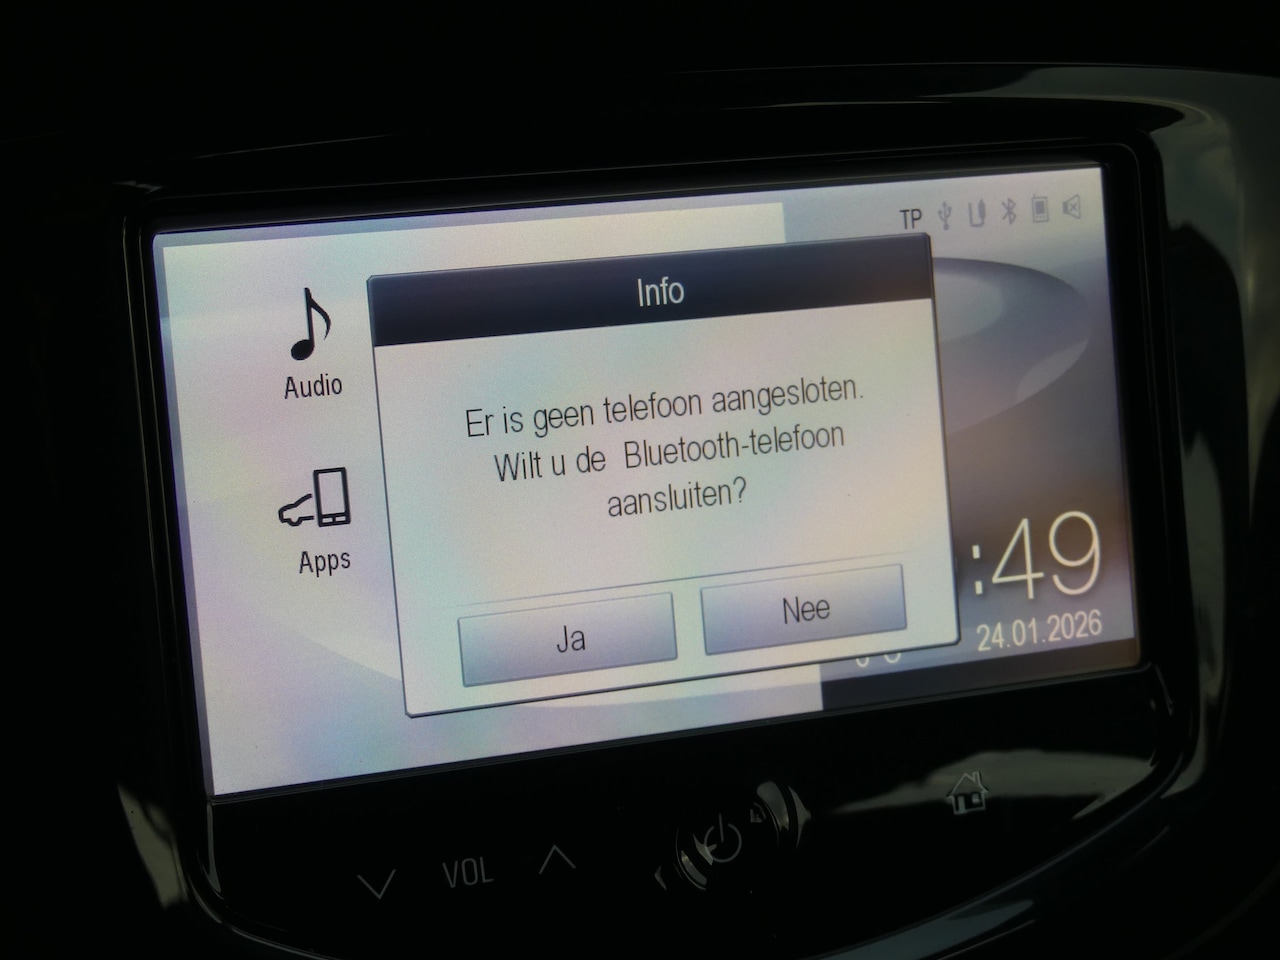 TP
Info
Audio
Er is geen telefoon aangesloten.
Wilt u de Bluetooth-telefoon
aansluiten?
Apps
:49
Ja
Nee
24.01.2026
VOL